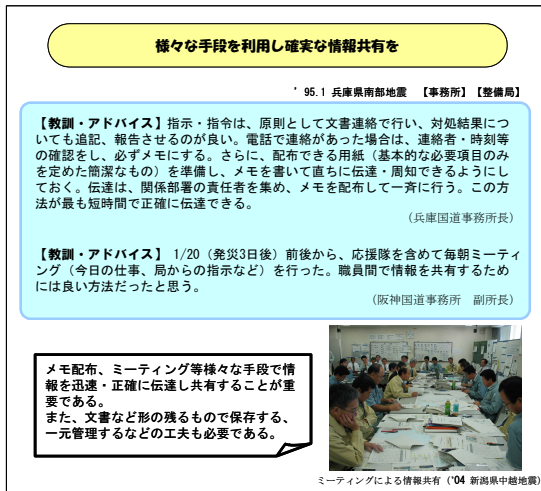 様々な手段を利用し確実な情報共有を
’95.1 兵庫県南部地震 【事務所】【整備局】
【教訓・アドバイス】指示・指令は、原則として文書連絡で行い、対処結果につ
いても追記、報告させるのが良い。電話で連絡があった場合は、連絡者・時刻等
の確認をし、必ずメモにする。さらに、配布できる用紙（基本的な必要項目のみ
を定めた簡潔なもの）を準備し、メモを書いて直ちに伝達・周知できるようにし
ておく。伝達は、関係部署の責任者を集め、メモを配布して一斉に行う。この方
法が最も短時間で正確に伝達できる。
（兵庫国道事務所長）
【教訓・アドバイス】 1/20（発災3日後）前後から、応援隊を含めて毎朝ミーティ
ング（今日の仕事、局からの指示など）を行った。職員間で情報を共有するため
には良い方法だったと思う。
（阪神国道事務所 副所長）
メモ配布、ミーティング等様々な手段で情
報を迅速・正確に伝達し共有することが重
要である。
また、文書など形の残るもので保存する、
一元管理するなどの工夫も必要である。
ミーティングによる情報共有（’04 新潟県中越地震）